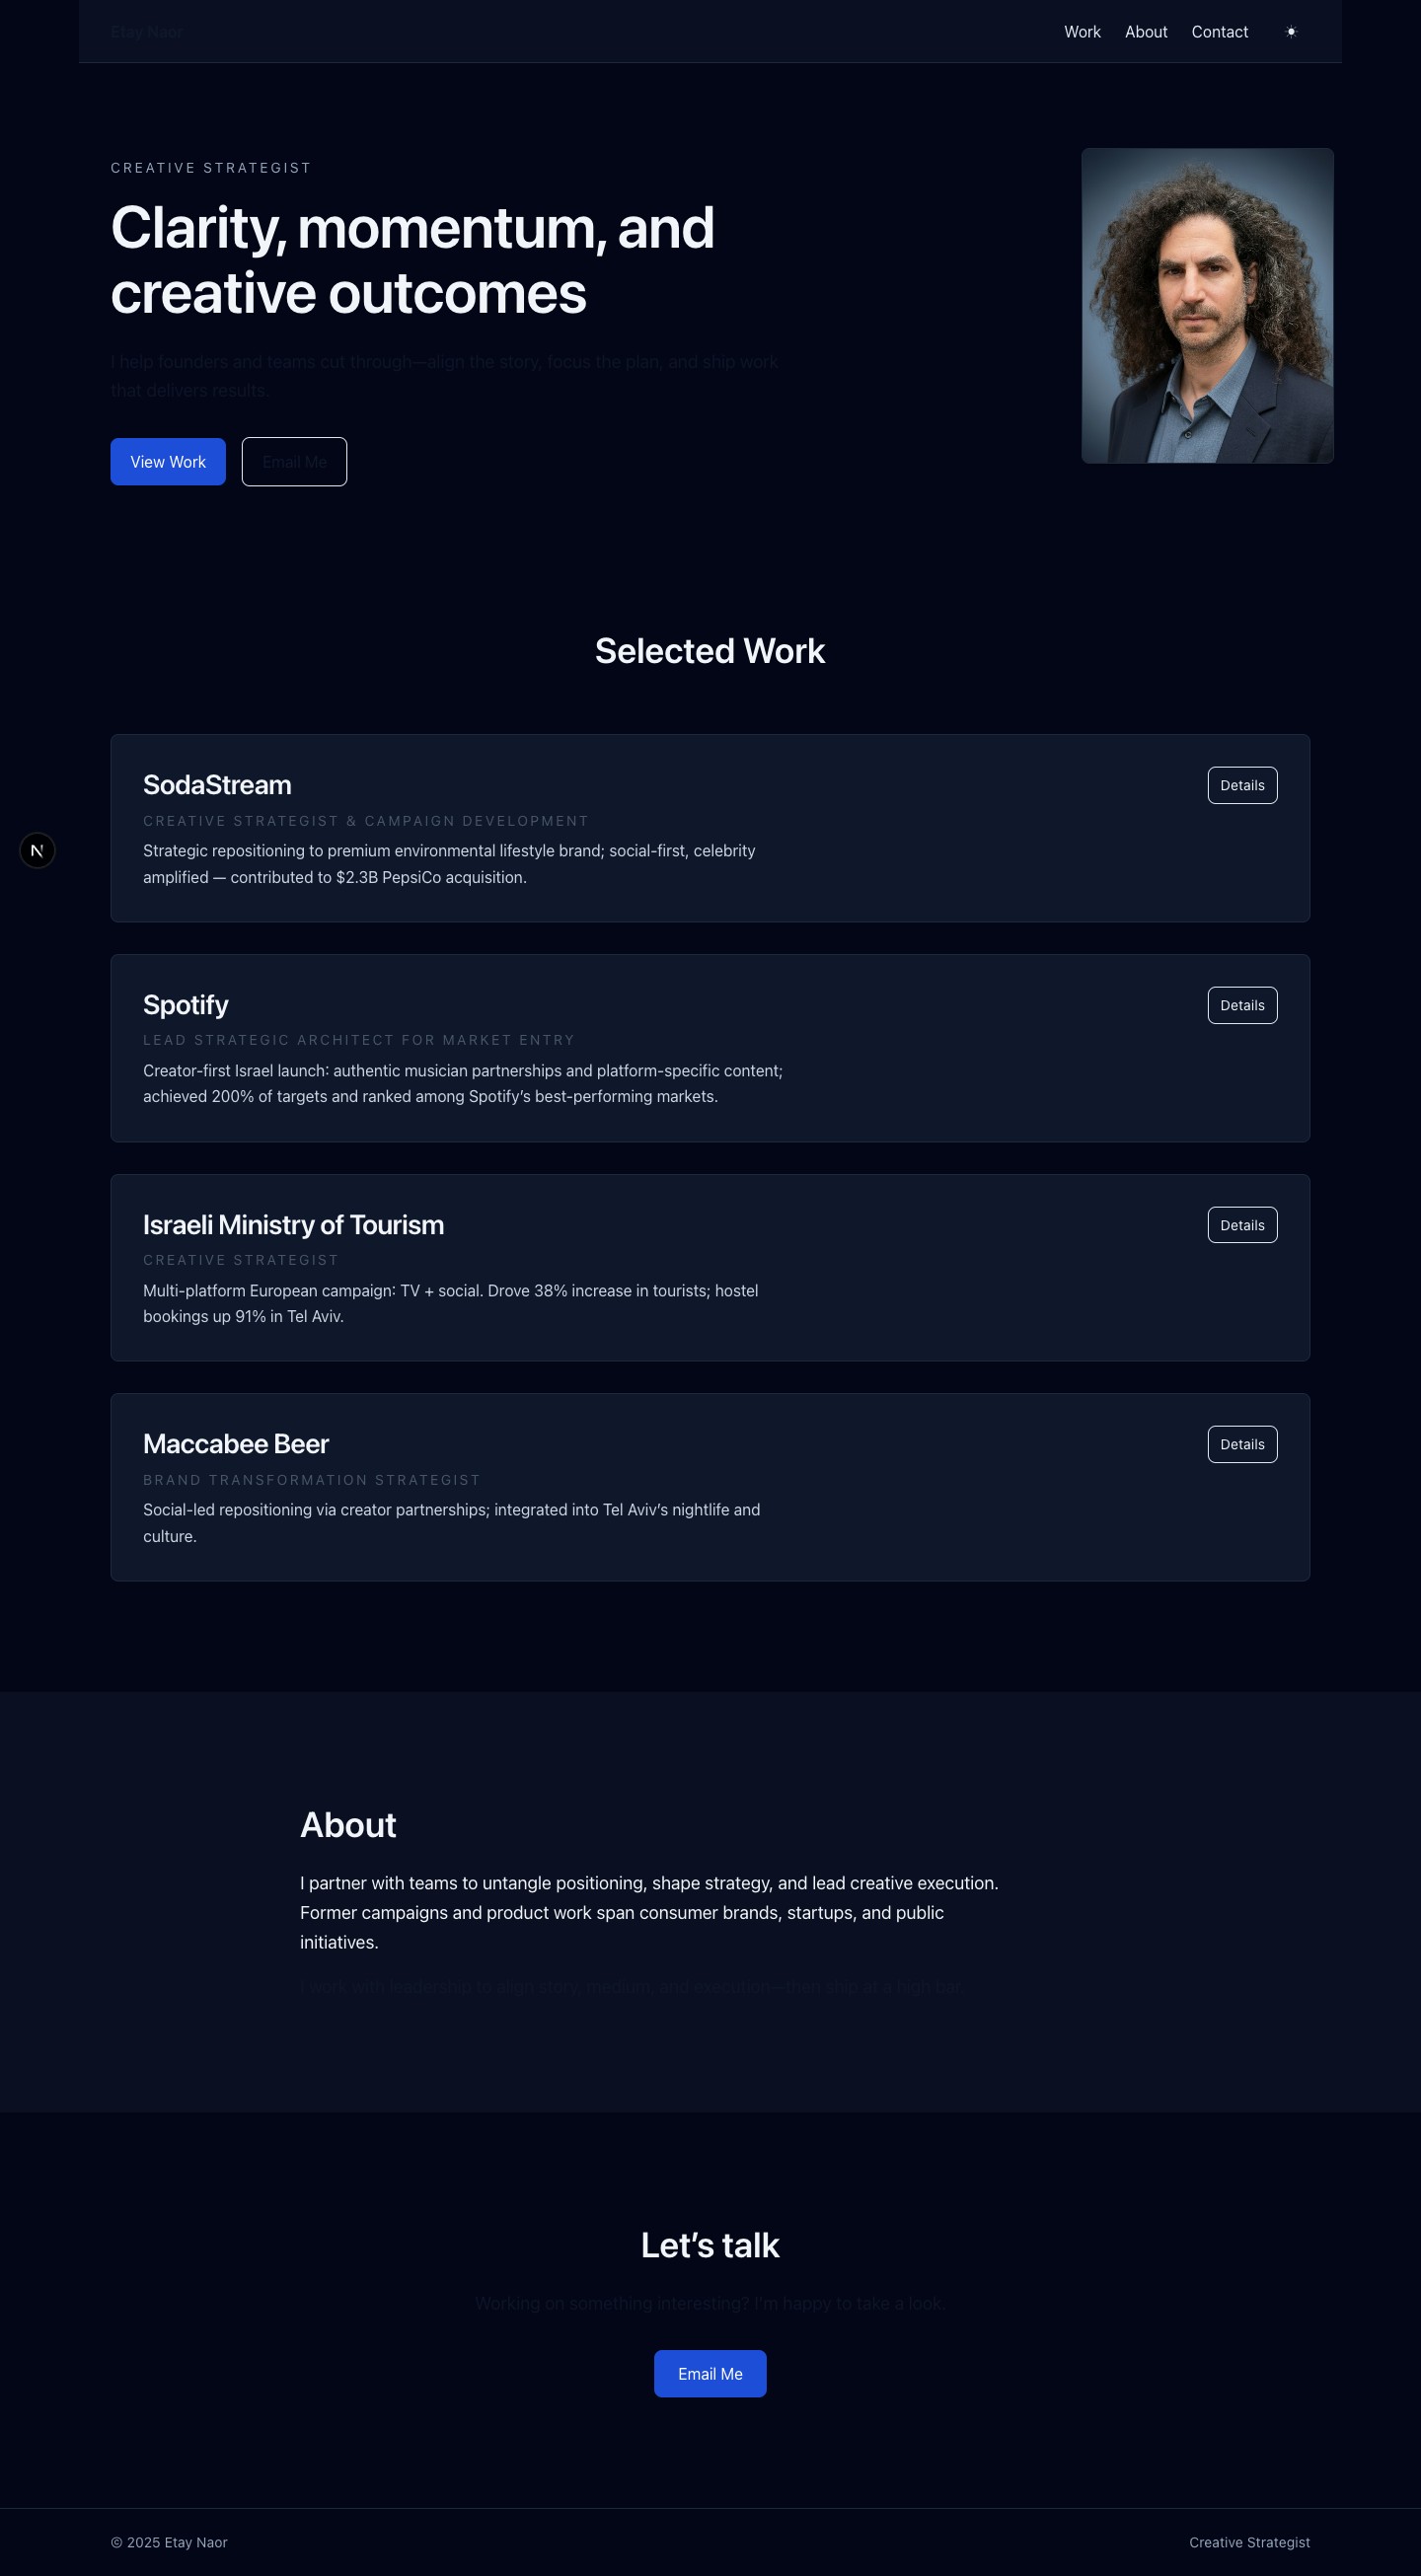 Etay Naor
Work About Contact
CREATIVE STRATEGIST
Clarity, momentum, and
creative outcomes
I help founders and teams cut through—align the story, focus the plan, and ship work
that delivers results.
View Work Email Me
Selected Work
SodaStream
Details
CREATIVE STRATEGIST & CAMPAIGN DEVELOPMENT
Strategic repositioning to premium environmental lifestyle brand; social-first, celebrity
amplified — contributed to $2.3B PepsiCo acquisition.
N
Spotify
Details
LEAD STRATEGIC ARCHITECT FOR MARKET ENTRY
Creator-first Israel launch: authentic musician partnerships and platform-specific content;
achieved 200% of targets and ranked among Spotify’s best-performing markets.
Israeli Ministry of Tourism
Details
CREATIVE STRATEGIST
Multi-platform European campaign: TV + social. Drove 38% increase in tourists; hostel
bookings up 91% in Tel Aviv.
Maccabee Beer
Details
BRAND TRANSFORMATION STRATEGIST
Social-led repositioning via creator partnerships; integrated into Tel Aviv’s nightlife and
culture.
About
I partner with teams to untangle positioning, shape strategy, and lead creative execution.
Former campaigns and product work span consumer brands, startups, and public
initiatives.
I work with leadership to align story, medium, and execution—then ship at a high bar.
Let’s talk
Working on something interesting? I’m happy to take a look.
Email Me
© 2025 Etay Naor
Creative Strategist